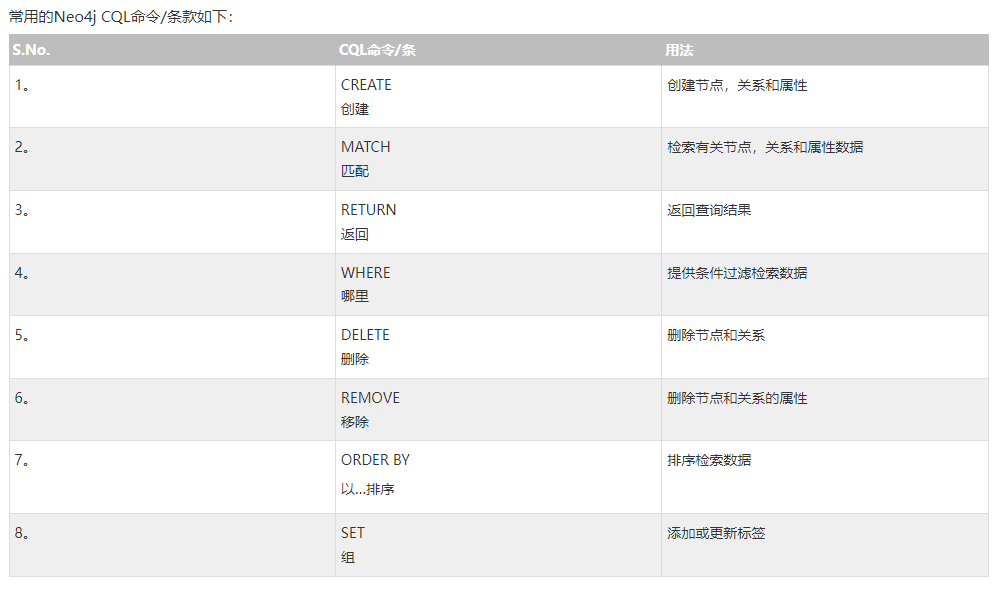 常用的Neo4j CQL命令/条款如下：
S.No. CQL命令/条 用法
1。 CREATE 创建节点，关系和属性
创建
2。 MATCH 检索有关节点，关系和属性数据
匹配
3。 RETURN 返回查询结果
返回
4。 WHERE 提供条件过滤检索数据
哪里
5。 DELETE 删除节点和关系
删除
6。 REMOVE 删除节点和关系的属性
移除
7。 ORDER BY 排序检索数据
以…排序
8。 SET 添加或更新标签
组